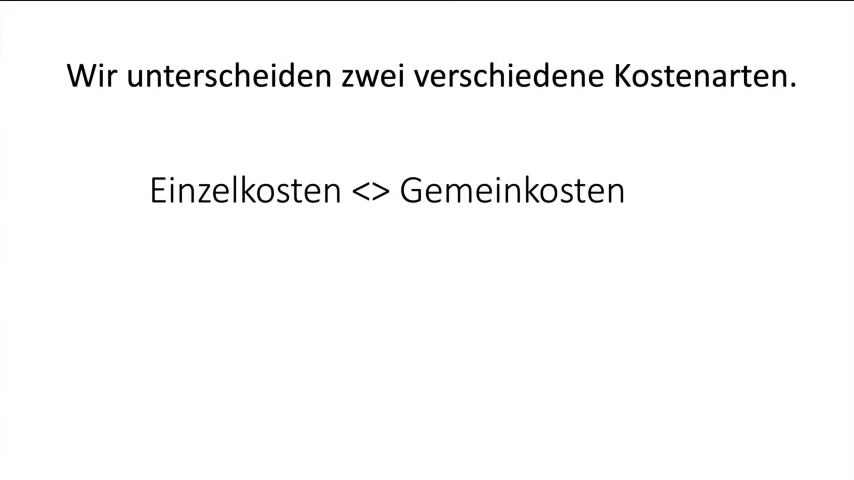 Wir unterscheiden zwei verschiedene Kostenarten.
Einzelkosten <> Gemeinkosten